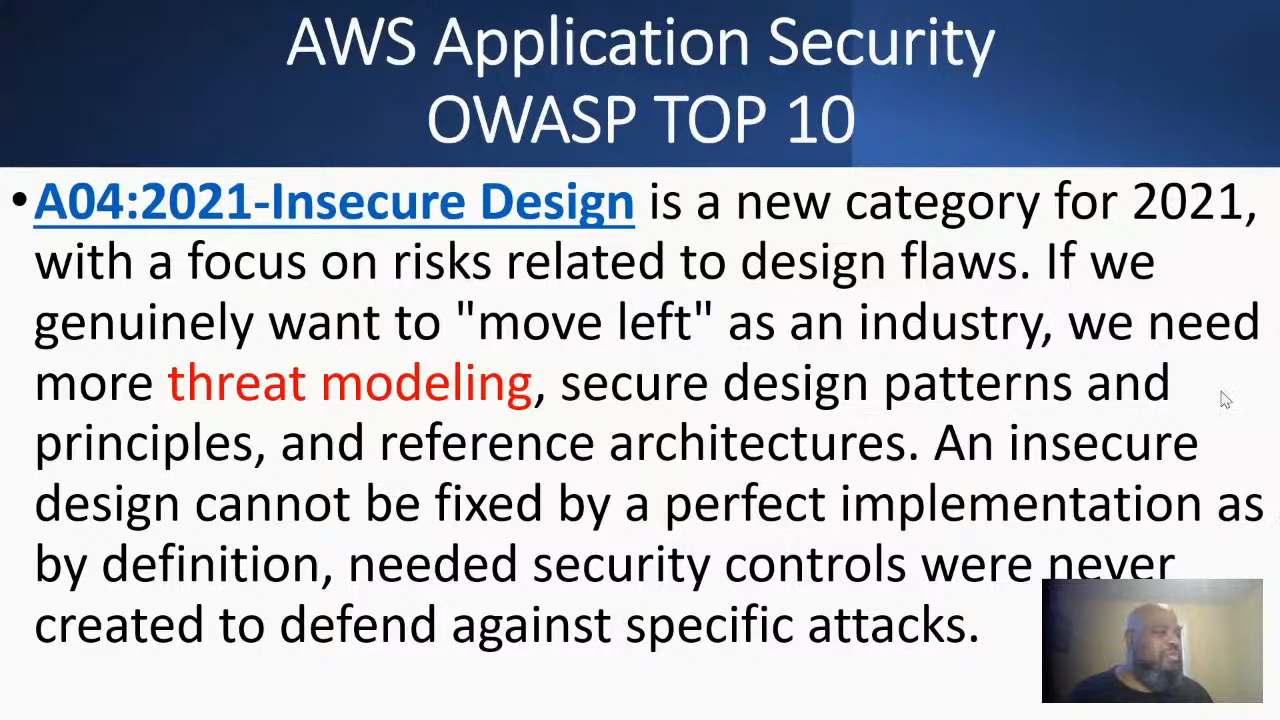 AWS Application Security
OWASP TOP 10
•A04:2021-Insecure Design is a new category for 2021,
with a focus on risks related to design flaws. If we
genuinely want to "move left" as an industry, we need
more threat modeling, secure design patterns and
principles, and reference architectures. An insecure
design cannot be fixed by a perfect implementation as
by definition, needed security controls were never
created to defend against specific attacks.